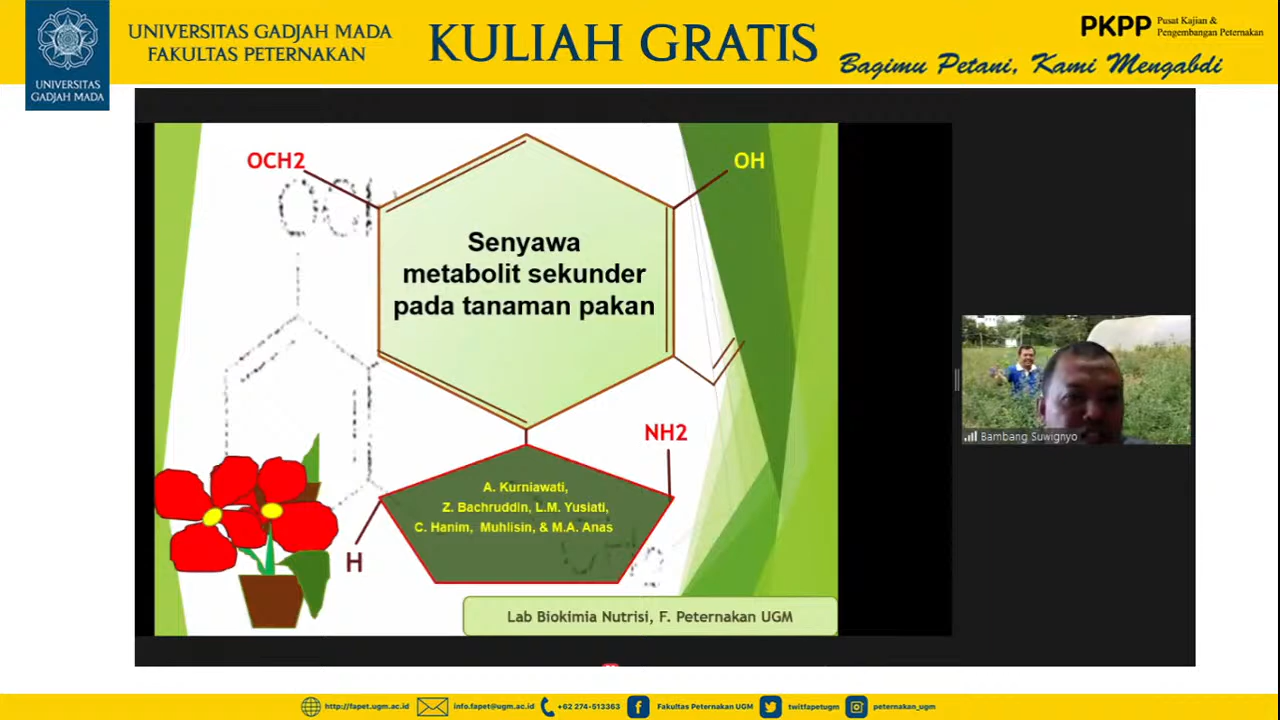 UNIVERSITAS GADJAH MADA
FAKULTAS PETERNAKAN
UNIVERSITAS
GADJAH MADA
KULIAH GRATIS
PKPP
Pusat Kajian &
Pengembangan Peternakan
Bagimu Petani, Kami Mengabdi
OCH2
OH
Senyawa
metabolit sekunder
pada tanaman pakan
NH2
A. Kurniawati,
Z. Bachruddin, L.M. Yusiati,
C. Hanim, Muhlisin, & M.A. Anas
H
Lab Biokimia Nutrisi, F. Peternakan UGM
Bambang Suwignyo
http://fapet.ugm.ac.id
info.fapet@ugm.ac.id
+62 274-513363
Fakultas Peternakan UGM
twitfapetugm
peternakan_ugm